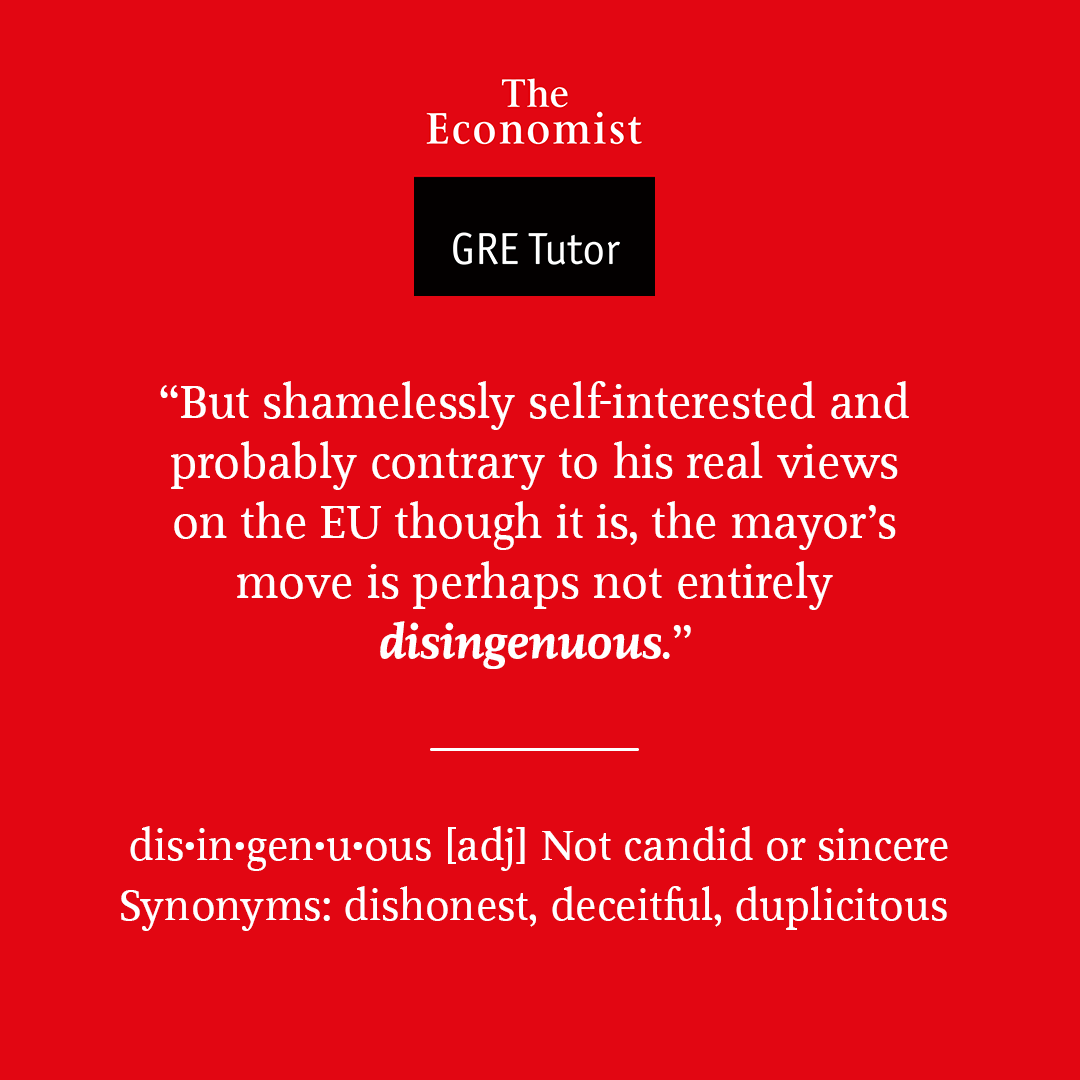 The
Economist
GRE Tutor
“But shamelessly self-interested and
probably contrary to his real views
on the EU though it is, the mayor’s
move is perhaps not entirely
disingenuous.”
dis•in•gen•u•ous [adj] Not candid or sincere
Synonyms: dishonest, deceitful, duplicitous